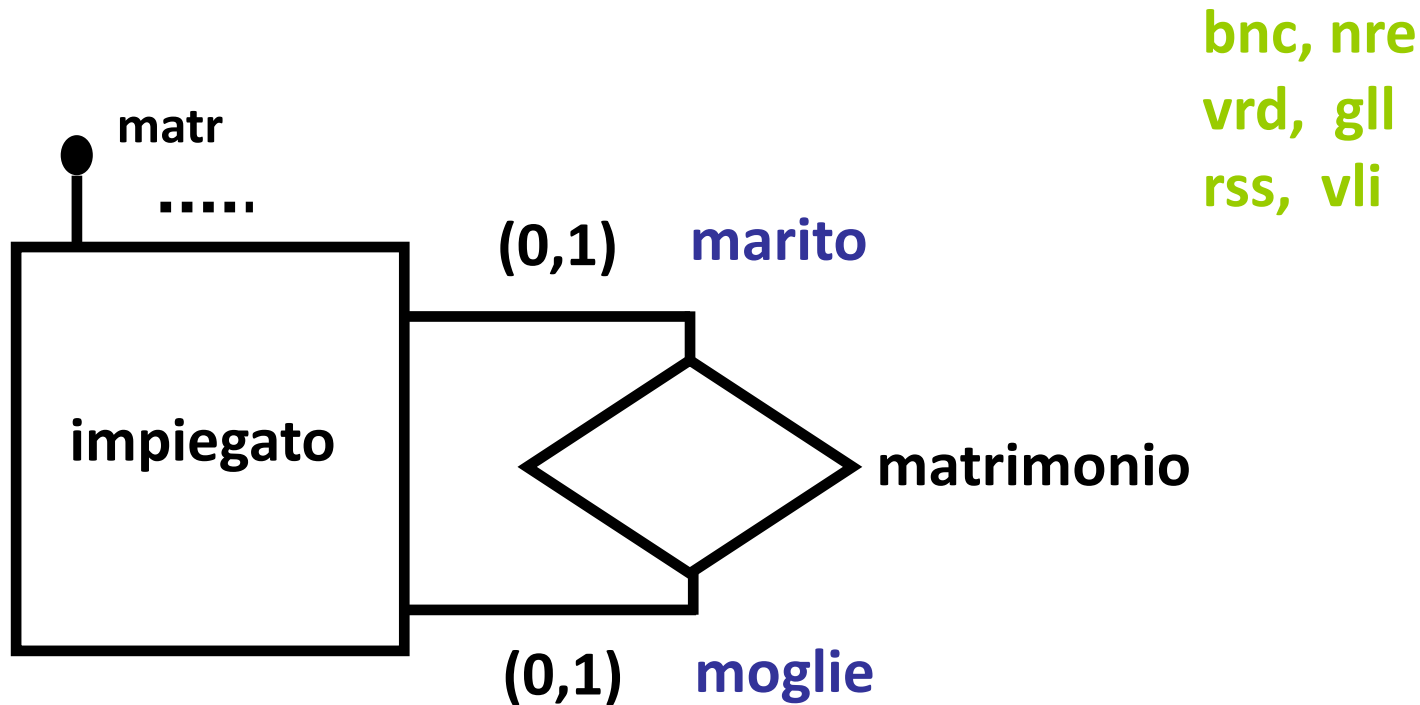 bnc, nre
vrd, gll
rss, vli
matr
.....
(0,1) marito
impiegato
matrimonio
(0,1) moglie